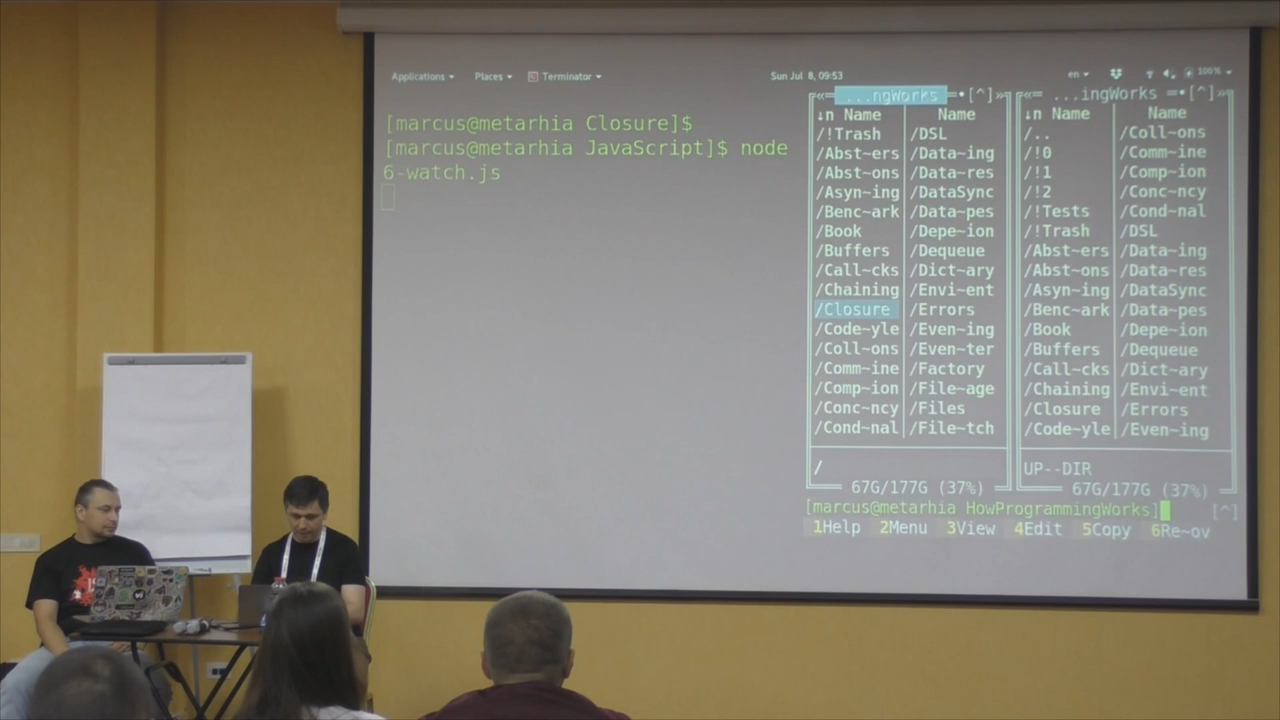 Applications Places Terminator Sun Jul 8, 09:53 en 100%
[marcus@metarhia Closure]$
[marcus@metarhia JavaScript]$ node
6-watch.js
...ngWorks =•[^]»
↓n Name Name
/!Trash /DSL
/Abst~ers /Data~ing
/Abst~ons /Data~res
/Asyn~ing /DataSync
/Benc~ark /Data~pes
/Book /Depe~ion
/Buffers /Dequeue
/Call~cks /Dict~ary
/Chaining /Envi~ent
/Closure /Errors
/Code~yle /Even~ing
/Coll~ons /Even~ter
/Comm~ine /Factory
/Comp~ion /File~age
/Conc~ncy /Files
/Cond~nal /File~tch
/
67G/177G (37%)
...ingWorks =•[^]»
↓n Name Name
/.. /Coll~ons
/!0 /Comm~ine
/!1 /Comp~ion
/!2 /Conc~ncy
/!Tests /Cond~nal
/!Trash /DSL
/Abst~ers /Data~ing
/Abst~ons /Data~res
/Asyn~ing /DataSync
/Benc~ark /Data~pes
/Book /Depe~ion
/Buffers /Dequeue
/Call~cks /Dict~ary
/Chaining /Envi~ent
/Closure /Errors
/Code~yle /Even~ing
UP--DIR
67G/177G (37%)
[marcus@metarhia HowProgrammingWorks] [^]
1Help 2Menu 3View 4Edit 5Copy 6Re~ov